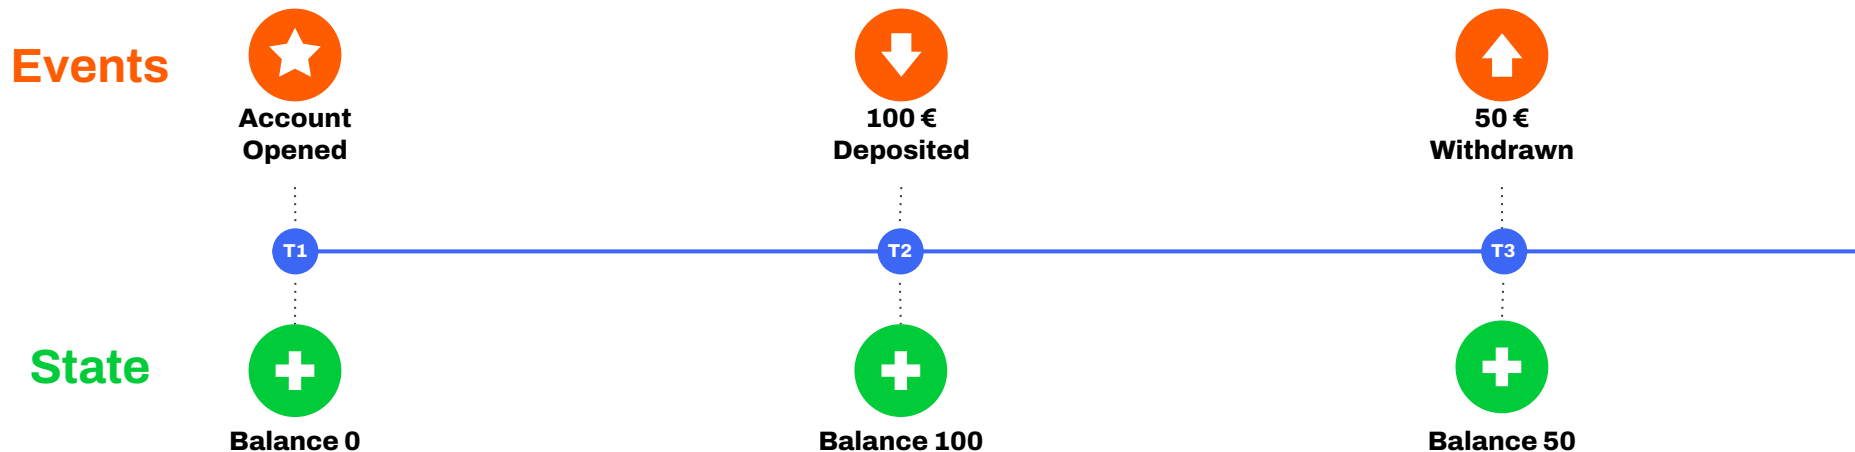 Events
Account
Opened
100 €
Deposited
50 €
Withdrawn
T1
T2
T3
State
Balance 0
Balance 100
Balance 50